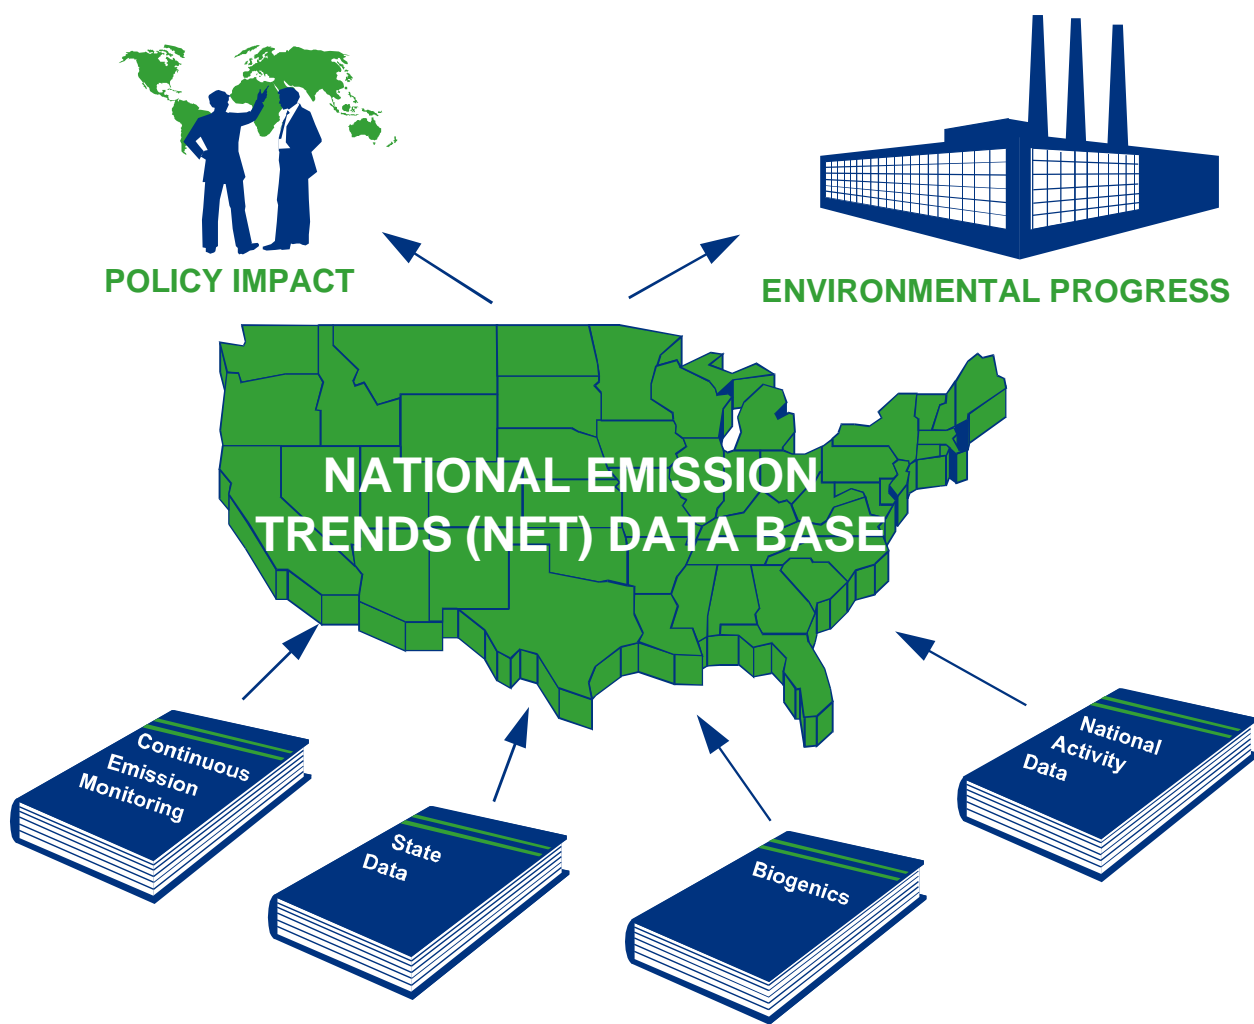 POLICY IMPACT
ENVIRONMENTAL PROGRESS
NATIONAL EMISSION
TRENDS (NET) DATA BASE
Continuous
Emission
Monitoring
State
Data
Biogenics
National
Activity
Data